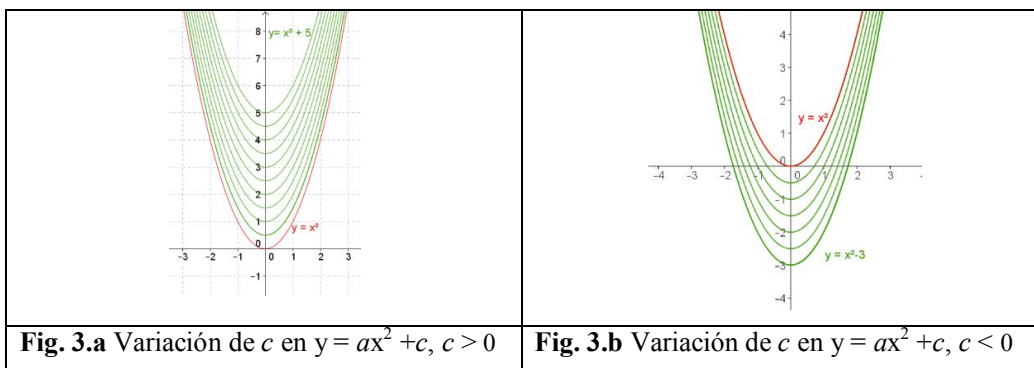 8
y= x² + 5
7
6
5
4
3
2
1
y = x²
0
-3 -2 -1 0 1 2 3
-1
4
3
2
y = x²
1
0
-4 -3 -2 -1 0 1 2 3
-1
-2
y = x²-3
-3
-4
Fig. 3.a Variación de c en y = ax² +c, c > 0
Fig. 3.b Variación de c en y = ax² +c, c < 0